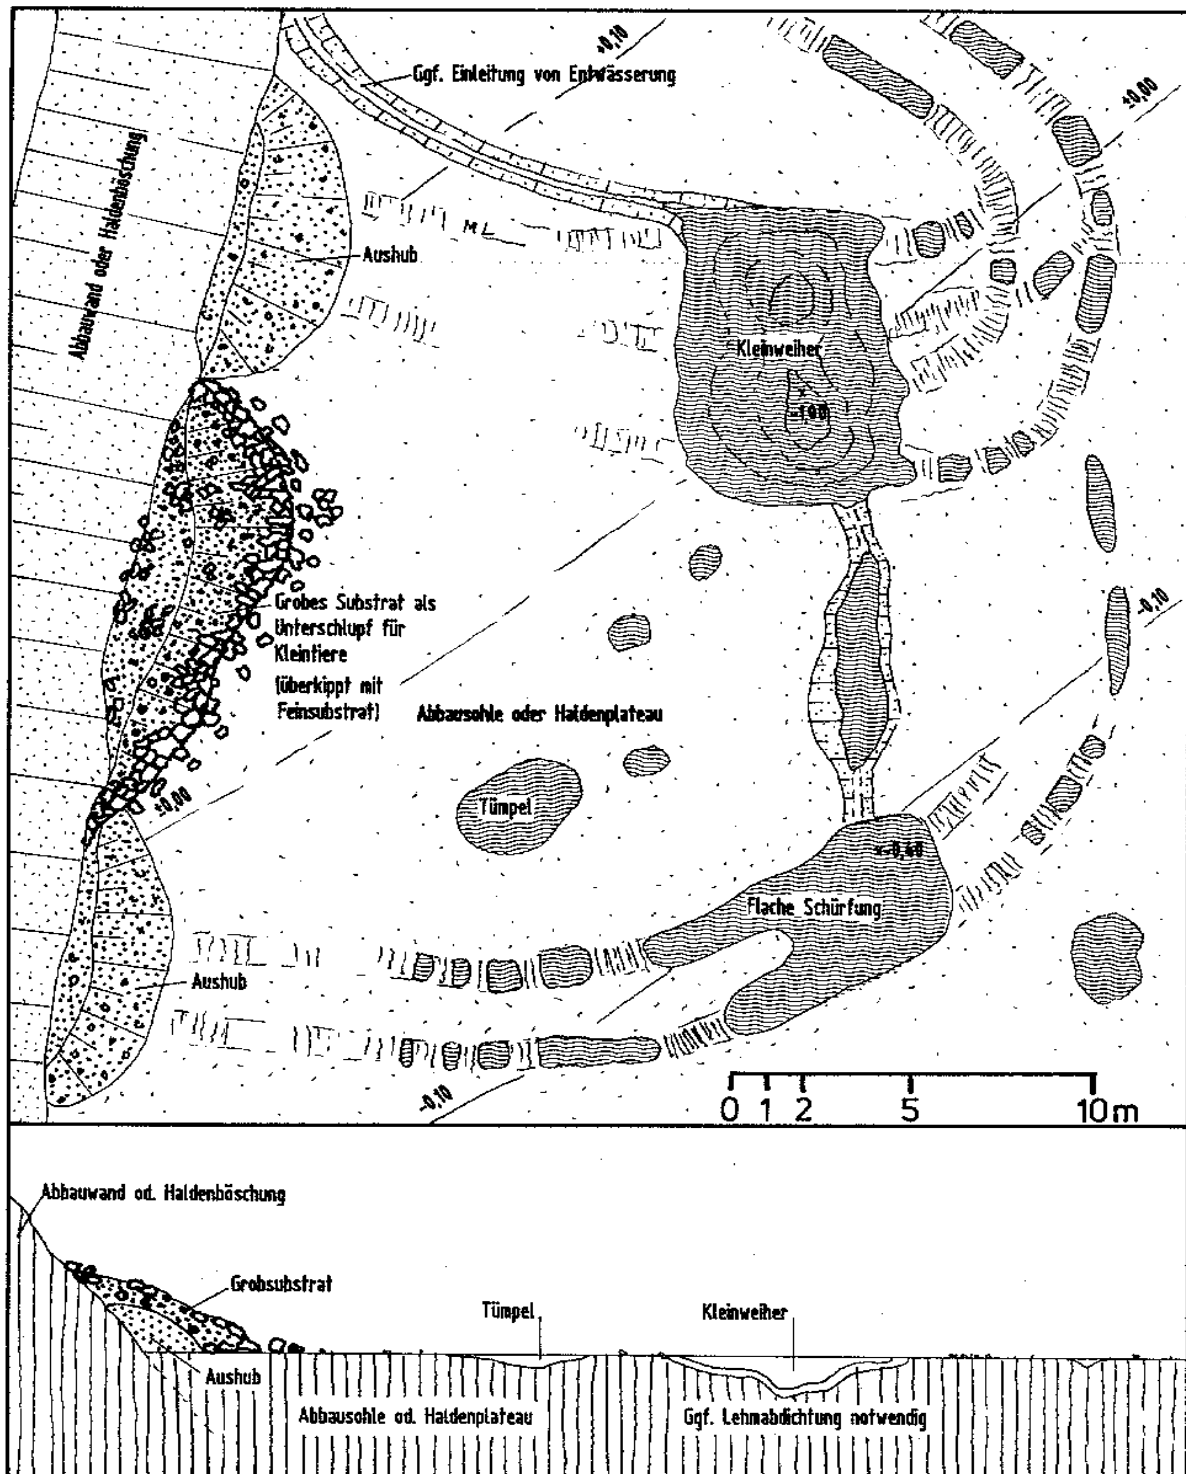 +0,10
Ggf. Einleitung von Entwässerung
±0,00
Abbauwand oder Haldenböschung
ML
Aushub
Kleinweiher
-1,00
Grobes Substrat als
Unterschlupf für
Kleintiere
(überkippt mit
Feinsubstrat)
-0,10
Abbausohle oder Haldenplateau
±0,00
Tümpel
×-0,40
Flache Schürfung
Aushub
-0,10
0 1 2 5 10 m
Abbauwand od. Haldenböschung
Grobsubstrat
Tümpel
Kleinweiher
Aushub
Abbausohle od. Haldenplateau
Ggf. Lehmabdichtung notwendig